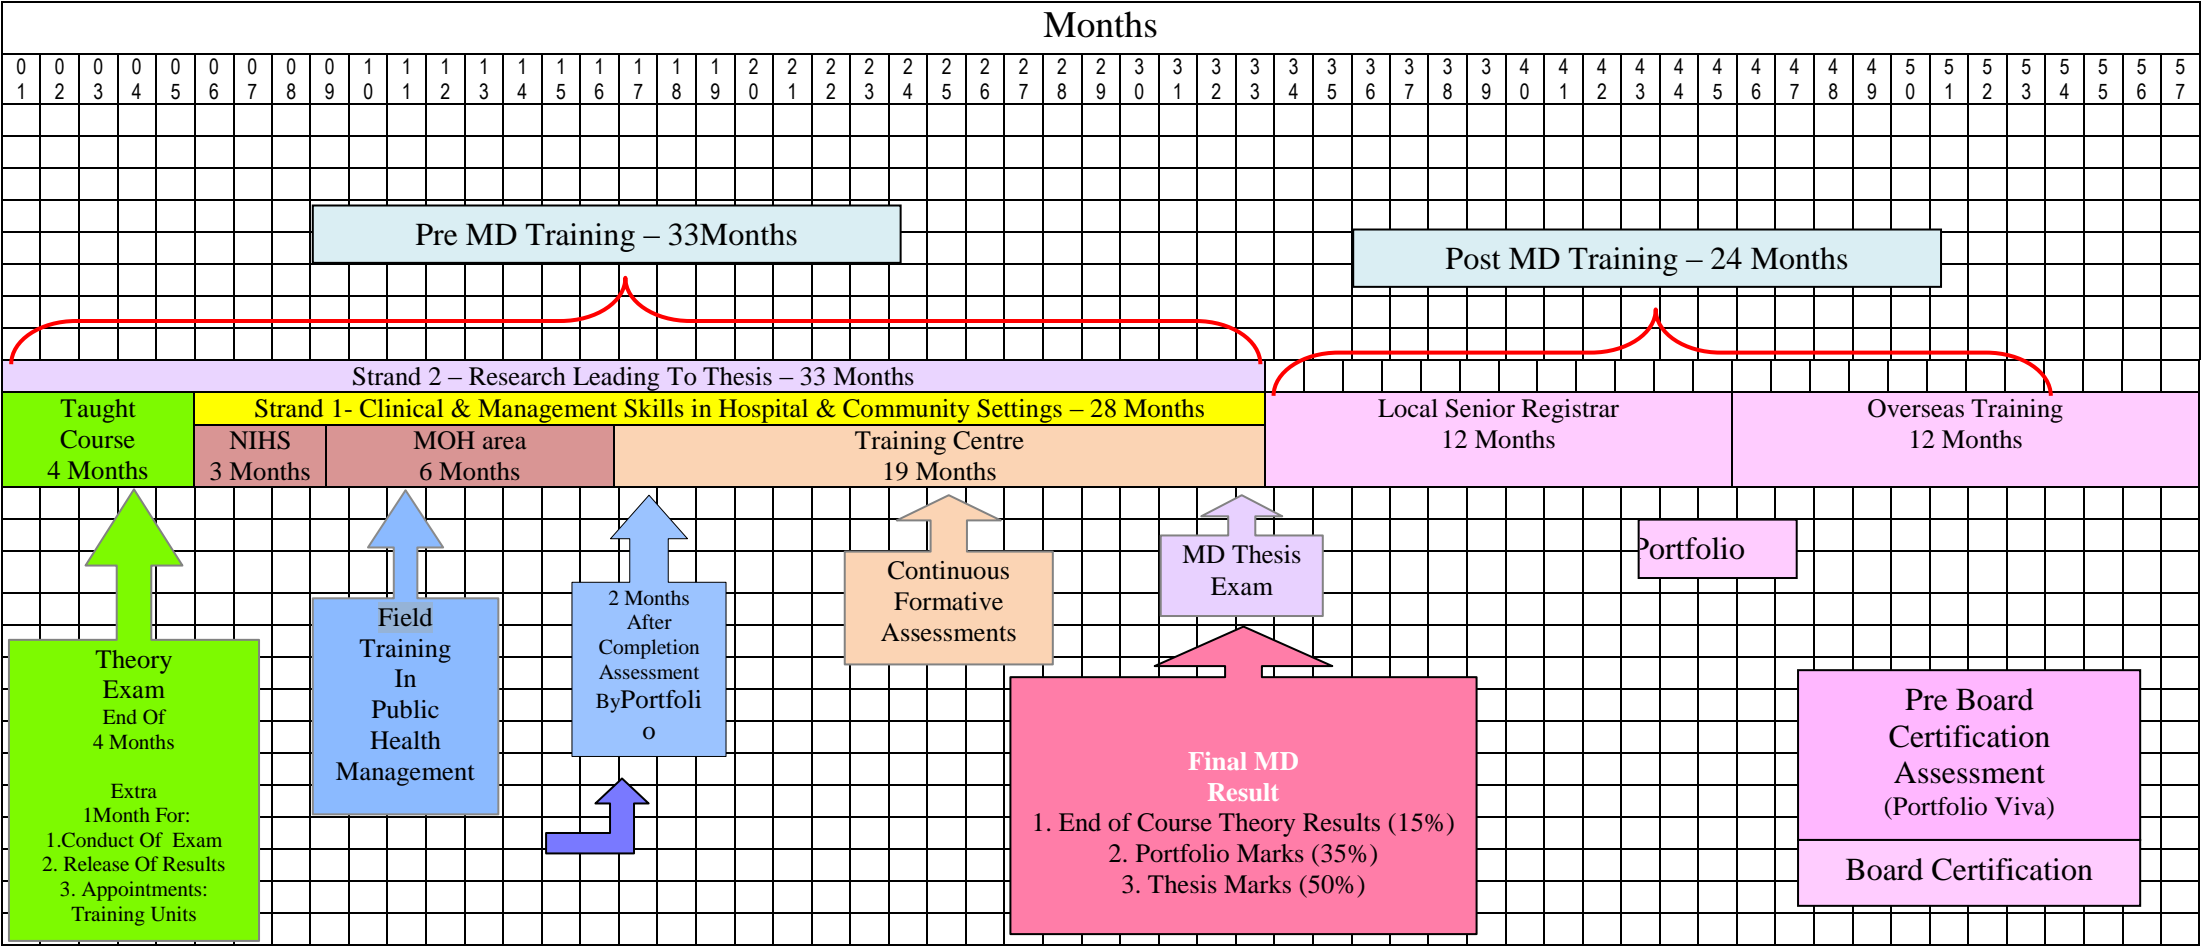 Months
01 02 03 04 05 06 07 08 09 10 11 12 13 14 15 16 17 18 19 20 21 22 23 24 25 26 27 28 29 30 31 32 33 34 35 36 37 38 39 40 41 42 43 44 45 46 47 48 49 50 51 52 53 54 55 56 57
Pre MD Training – 33Months
Post MD Training – 24 Months
Strand 2 – Research Leading To Thesis – 33 Months
Taught
Course
4 Months
Strand 1- Clinical & Management Skills in Hospital & Community Settings – 28 Months
NIHS
3 Months
MOH area
6 Months
Training Centre
19 Months
Local Senior Registrar
12 Months
Overseas Training
12 Months
Theory
Exam
End Of
4 Months
Extra
1Month For:
1.Conduct Of Exam
2. Release Of Results
3. Appointments:
Training Units
Field
Training
In
Public
Health
Management
2 Months
After
Completion
Assessment
ByPortfoli
o
Continuous
Formative
Assessments
MD Thesis
Exam
Final MD
Result
1. End of Course Theory Results (15%)
2. Portfolio Marks (35%)
3. Thesis Marks (50%)
Portfolio
Pre Board
Certification
Assessment
(Portfolio Viva)
Board Certification